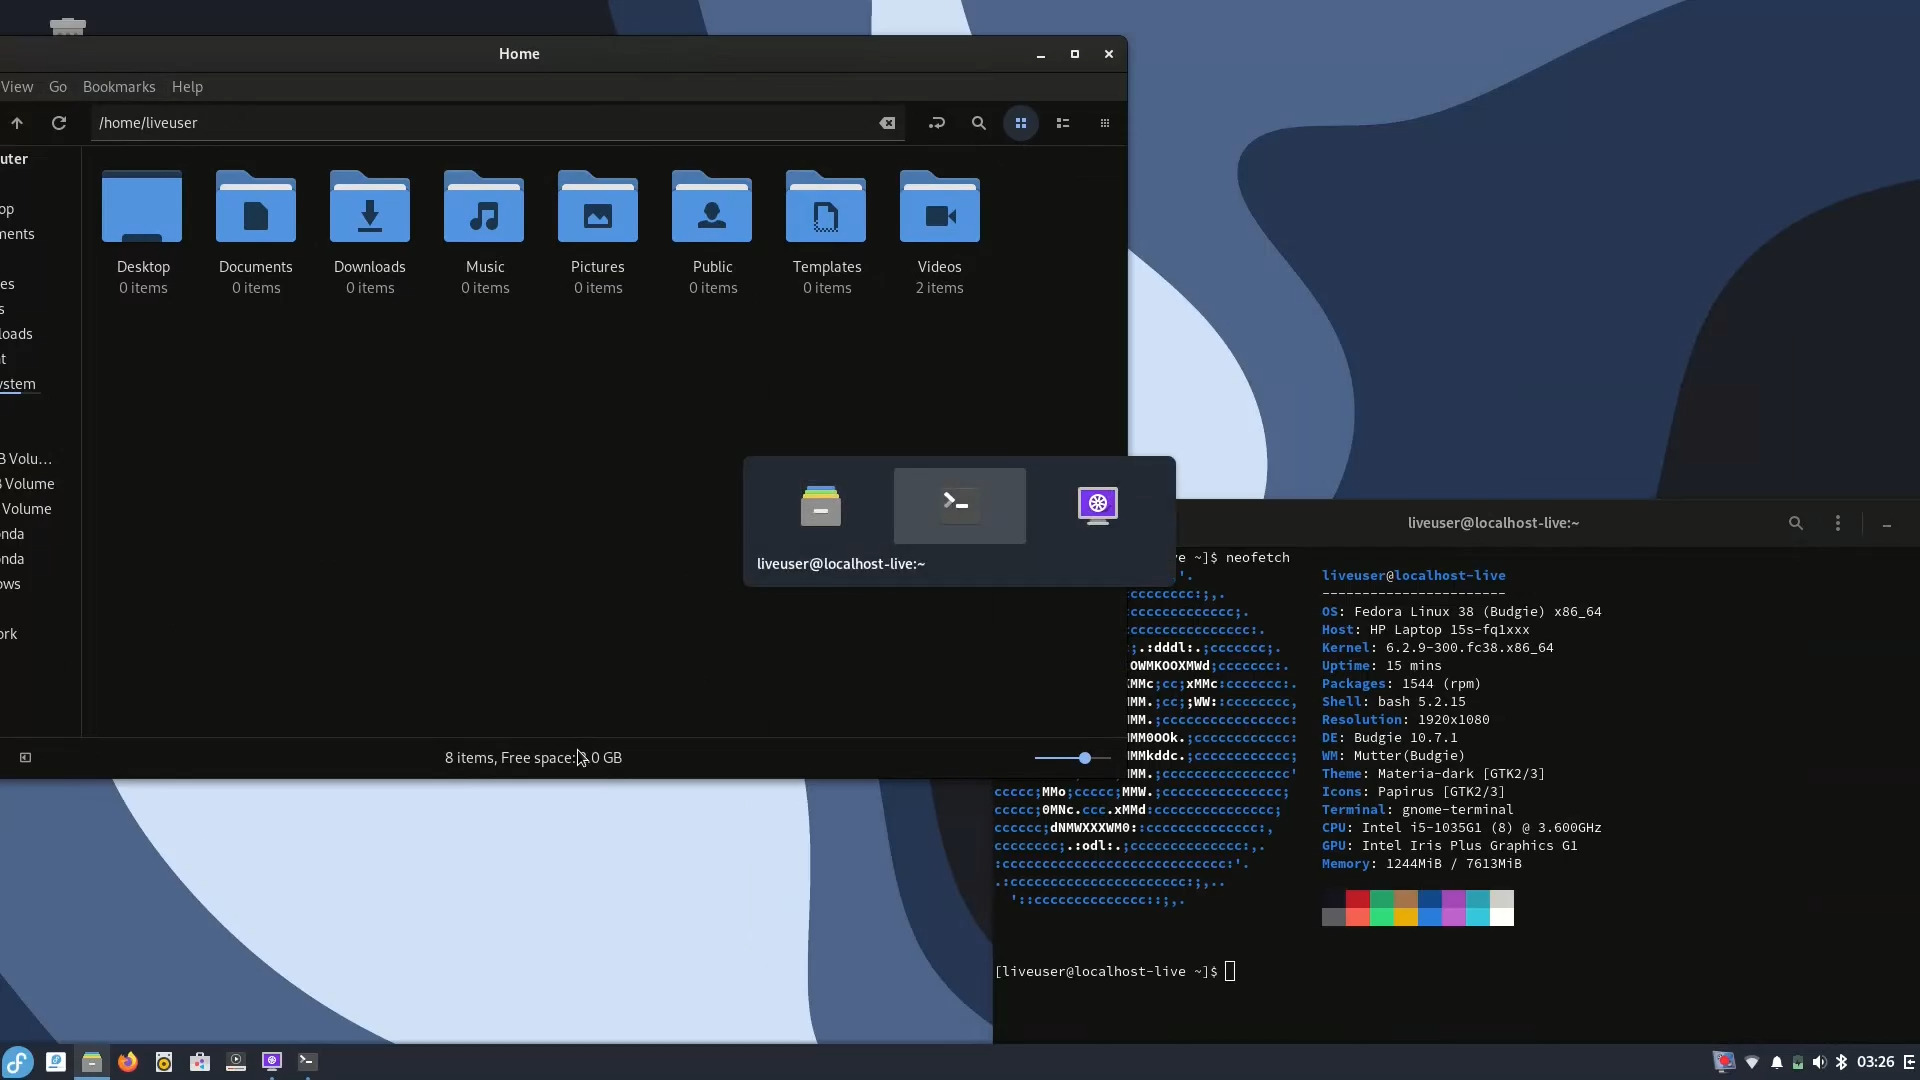 Home
View Go Bookmarks Help
/home/liveuser
uter
op
ments
es
s
loads
t
ystem
B Volu...
B Volume
Volume
onda
onda
ows
ork
Desktop Documents Downloads Music Pictures Public Templates Videos
0 items 0 items 0 items 0 items 0 items 0 items 0 items 2 items
8 items, Free space: .0 GB
liveuser@localhost-live:~
liveuser@localhost-live:~
~]$ neofetch
liveuser@localhost-live
-----------------------
OS: Fedora Linux 38 (Budgie) x86_64
Host: HP Laptop 15s-fq1xxx
Kernel: 6.2.9-300.fc38.x86_64
Uptime: 15 mins
Packages: 1544 (rpm)
Shell: bash 5.2.15
Resolution: 1920x1080
DE: Budgie 10.7.1
WM: Mutter(Budgie)
Theme: Materia-dark [GTK2/3]
Icons: Papirus [GTK2/3]
Terminal: gnome-terminal
CPU: Intel i5-1035G1 (8) @ 3.600GHz
GPU: Intel Iris Plus Graphics G1
Memory: 1244MiB / 7613MiB
[liveuser@localhost-live ~]$
03:26